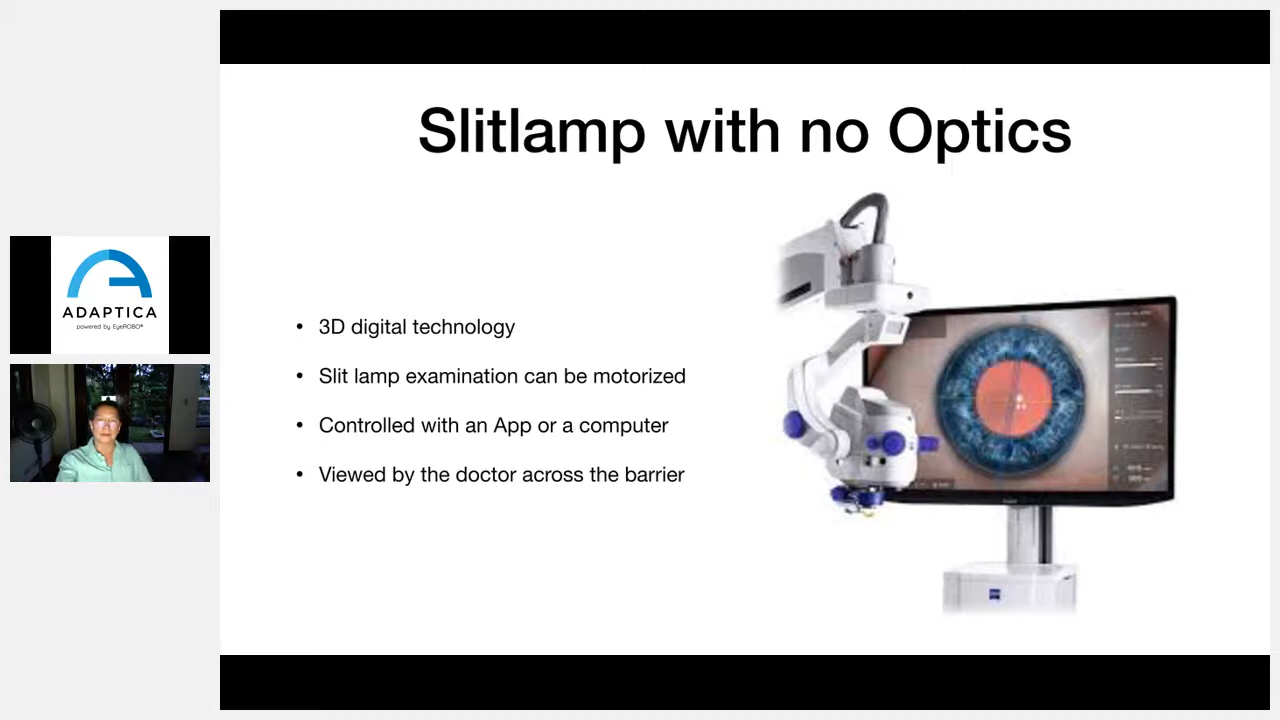 Slitlamp with no Optics
ADAPTICA
powered by EyeROBO®
• 3D digital technology
• Slit lamp examination can be motorized
• Controlled with an App or a computer
• Viewed by the doctor across the barrier